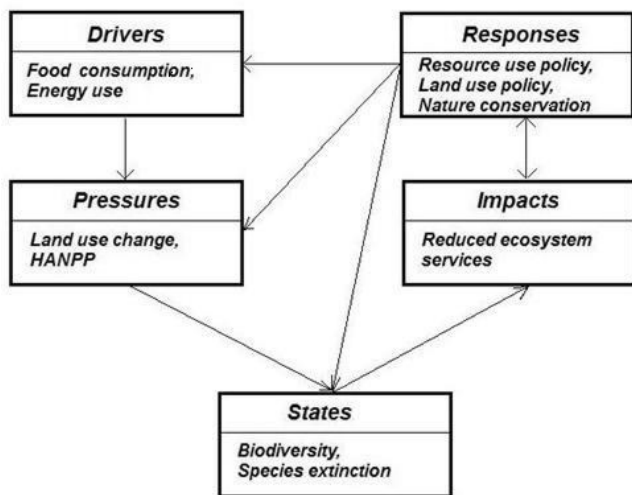 Drivers
Food consumption;
Energy use
Responses
Resource use policy,
Land use policy,
Nature conservation
Pressures
Land use change,
HANPP
Impacts
Reduced ecosystem
services
States
Biodiversity,
Species extinction